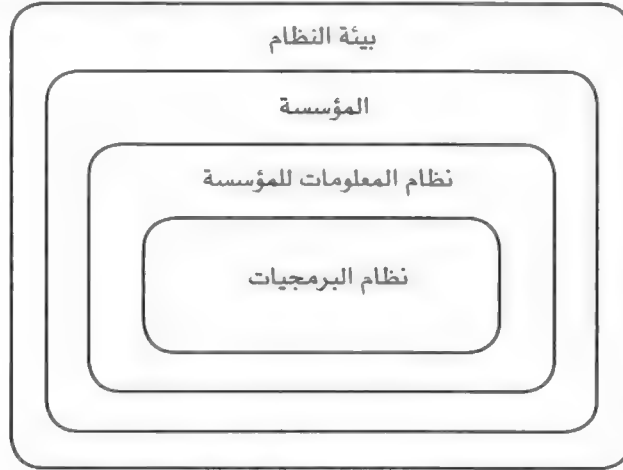 بيئة النظام
المؤسسة
نظام المعلومات للمؤسسة
نظام البرمجيات